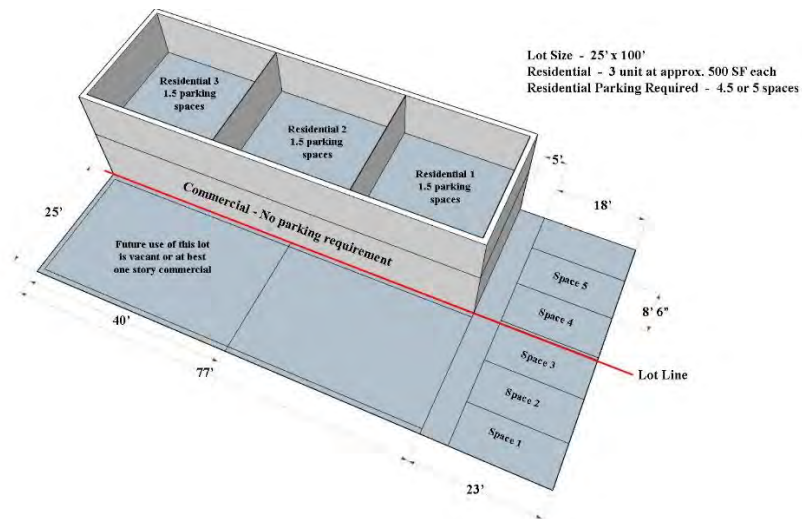 Lot Size - 25' x 100'
Residential - 3 unit at approx. 500 SF each
Residential Parking Required - 4.5 or 5 spaces
Residential 3
1.5 parking
spaces
Residential 2
1.5 parking
spaces
Residential 1
1.5 parking
spaces
5'
18'
Commercial - No parking requirement
25'
Future use of this lot
is vacant or at best
one story commercial
Space 5
Space 4
Space 3
Space 2
Space 1
8' 6"
40'
77'
Lot Line
23'